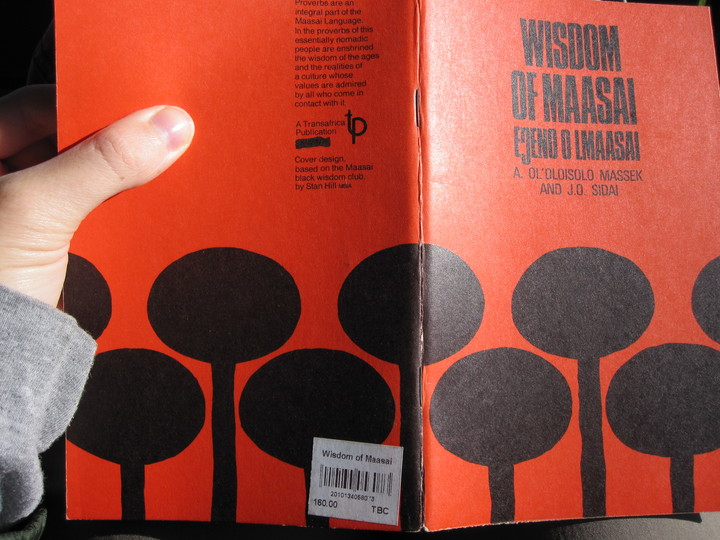 Proverbs are an
integral part of the
Maasai Language.
In the proverbs of this
essentially nomadic
people are enshrined
the wisdom of the ages
and the realities of
a culture whose
values are admired
by all who come in
contact with it.
A Transafrica
Publication
tp
Cover design,
based on the Maasai
black wisdom club,
by Stan Hill MSIA
Wisdom of Maasai
160.00
TBC
WISDOM
OF MAASAI
EŊENO O LMAASAI
A. OL'OLOISOLO MASSEK
AND J.O. SIDAI